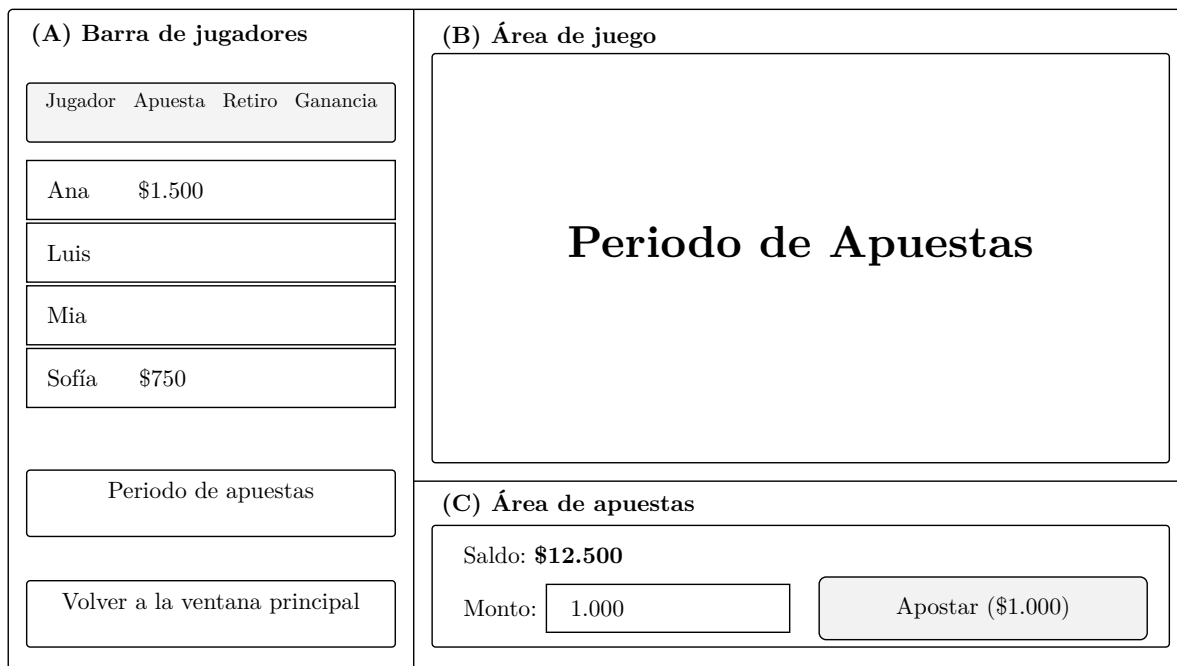 (A) Barra de jugadores
Jugador Apuesta Retiro Ganancia
Ana $1.500
Luis
Mia
Sofía $750
Periodo de apuestas
Volver a la ventana principal
(B) Área de juego
Periodo de Apuestas
(C) Área de apuestas
Saldo: $12.500
Monto: 1.000 Apostar ($1.000)